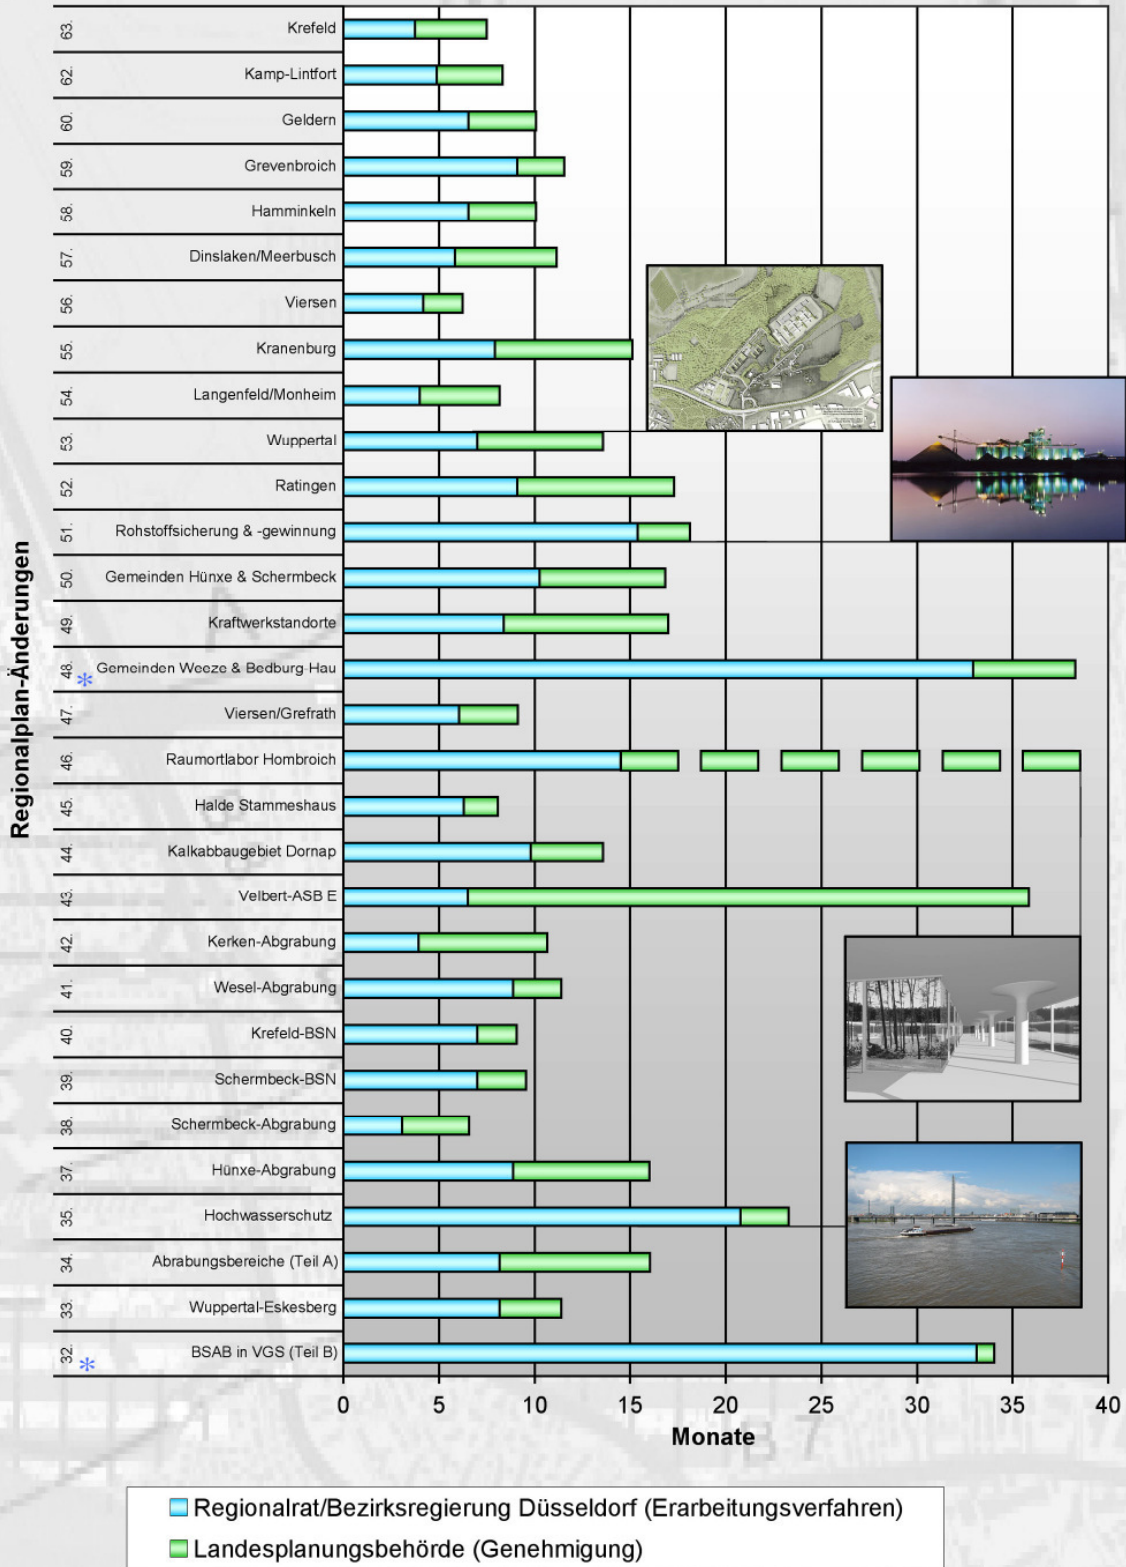 Regionalplan-Änderungen
63. Krefeld
62. Kamp-Lintfort
60. Geldern
59. Grevenbroich
58. Hamminkeln
57. Dinslaken/Meerbusch
56. Viersen
55. Kranenburg
54. Langenfeld/Monheim
53. Wuppertal
52. Ratingen
51. Rohstoffsicherung & -gewinnung
50. Gemeinden Hünxe & Schermbeck
49. Kraftwerkstandorte
48. * Gemeinden Weeze & Bedburg-Hau
47. Viersen/Grefrath
46. Raumortlabor Hombroich
45. Halde Stammeshaus
44. Kalkabbaugebiet Dornap
43. Velbert-ASB E
42. Kerken-Abgrabung
41. Wesel-Abgrabung
40. Krefeld-BSN
39. Schermbeck-BSN
38. Schermbeck-Abgrabung
37. Hünxe-Abgrabung
35. Hochwasserschutz
34. Abrabungsbereiche (Teil A)
33. Wuppertal-Eskesberg
32. * BSAB in VGS (Teil B)
0 5 10 15 20 25 30 35 40
Monate
Regionalrat/Bezirksregierung Düsseldorf (Erarbeitungsverfahren)
Landesplanungsbehörde (Genehmigung)